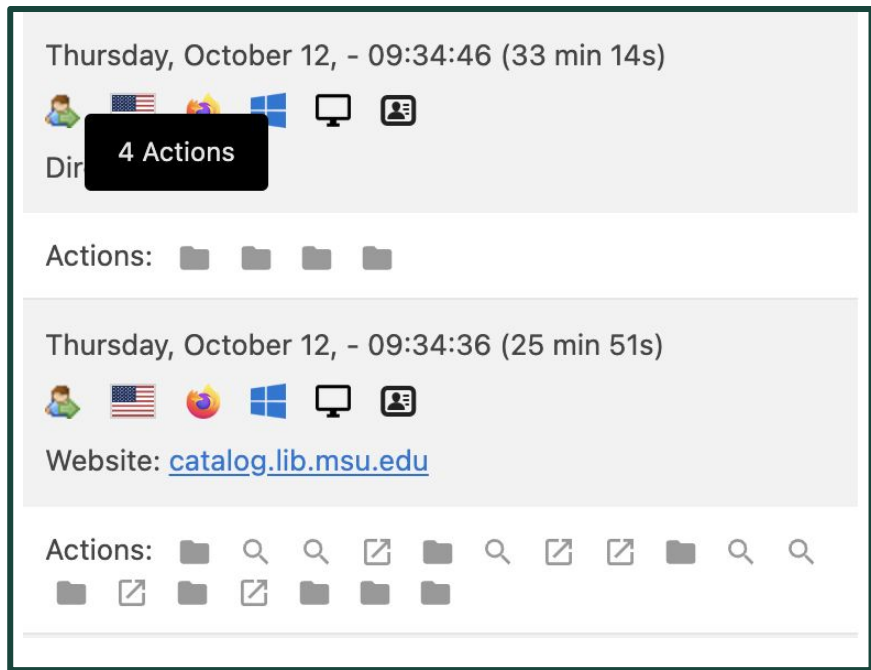 Thursday, October 12, - 09:34:46 (33 min 14s)
4 Actions
Dir
Actions:
Thursday, October 12, - 09:34:36 (25 min 51s)
Website: catalog.lib.msu.edu
Actions: